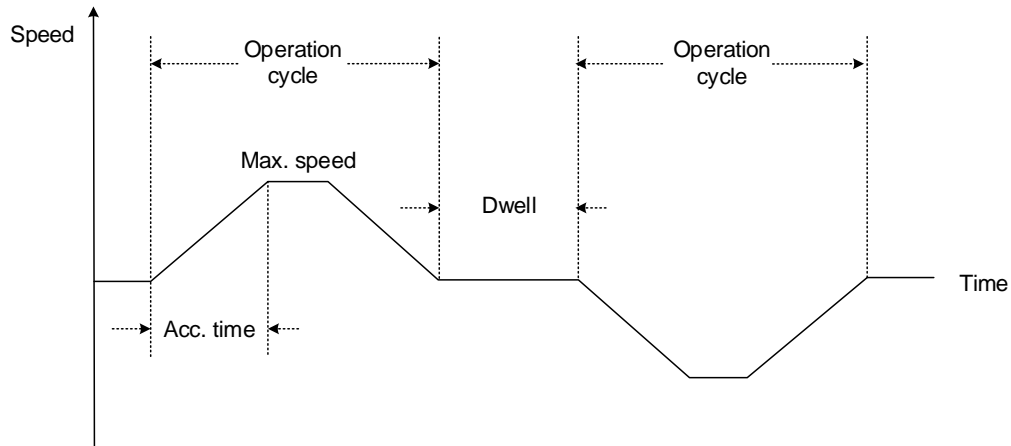 Speed
Operation
cycle
Operation
cycle
Max. speed
Dwell
Time
Acc. time